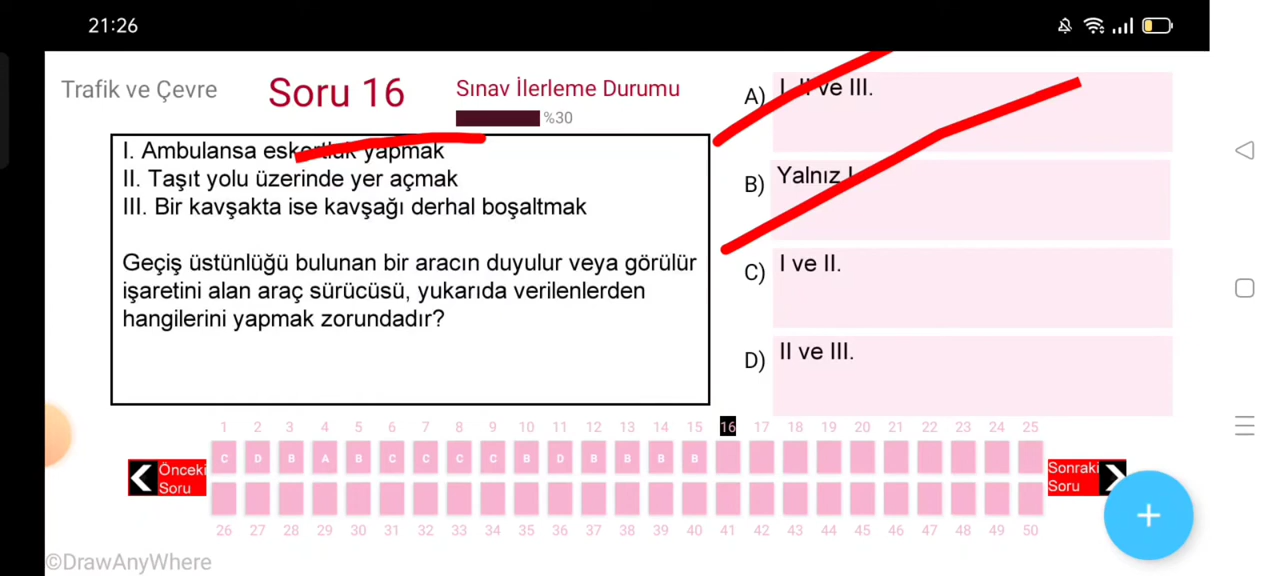 21:26
Trafik ve Çevre
Soru 16
Sınav İlerleme Durumu
%30
I. Ambulansa eskortluk yapmak
II. Taşıt yolu üzerinde yer açmak
III. Bir kavşakta ise kavşağı derhal boşaltmak
Geçiş üstünlüğü bulunan bir aracın duyulur veya görülür
işaretini alan araç sürücüsü, yukarıda verilenlerden
hangilerini yapmak zorundadır?
A) I, II ve III.
B) Yalnız I.
C) I ve II.
D) II ve III.
1 2 3 4 5 6 7 8 9 10 11 12 13 14 15 16 17 18 19 20 21 22 23 24 25
C D B A B C C C C B D B B B B
Önceki
Soru
Sonraki
Soru
26 27 28 29 30 31 32 33 34 35 36 37 38 39 40 41 42 43 44 45 46 47 48 49 50
©DrawAnyWhere